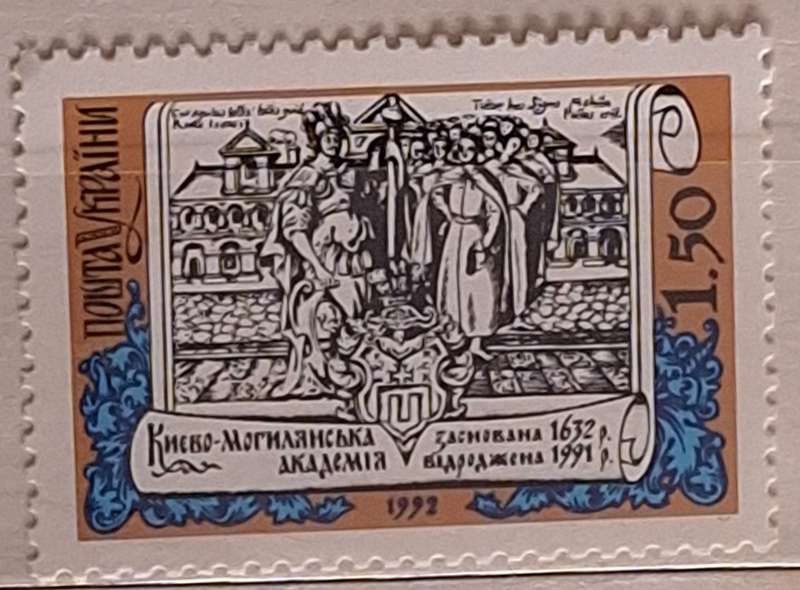 ПОШТА УКРАЇНИ
1.50
КИЄВО-МОГИЛЯНСЬКА
АКАДЕМІЯ
ЗАСНОВАНА 1632 р.
ВІДРОДЖЕНА 1991 р.
1992